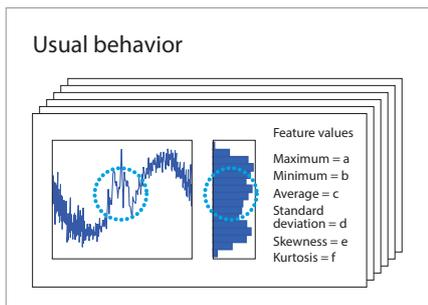 Usual behavior
Feature values
Maximum = a
Minimum = b
Average = c
Standard
deviation = d
Skewness = e
Kurtosis = f